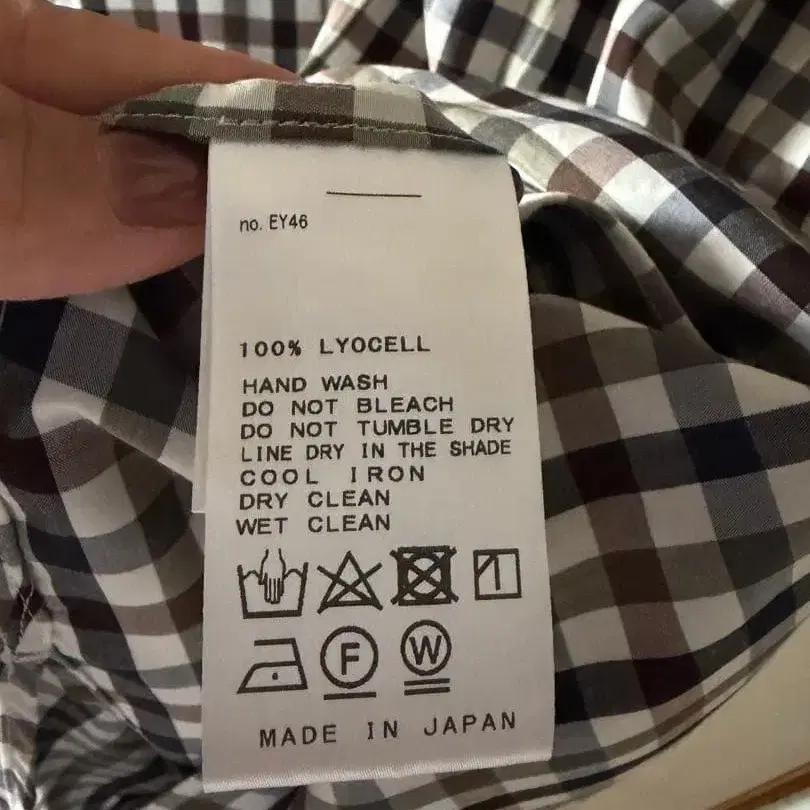 no. EY46
100% LYOCELL
HAND WASH
DO NOT BLEACH
DO NOT TUMBLE DRY
LINE DRY IN THE SHADE
COOL IRON
DRY CLEAN
WET CLEAN
F W
MADE IN JAPAN